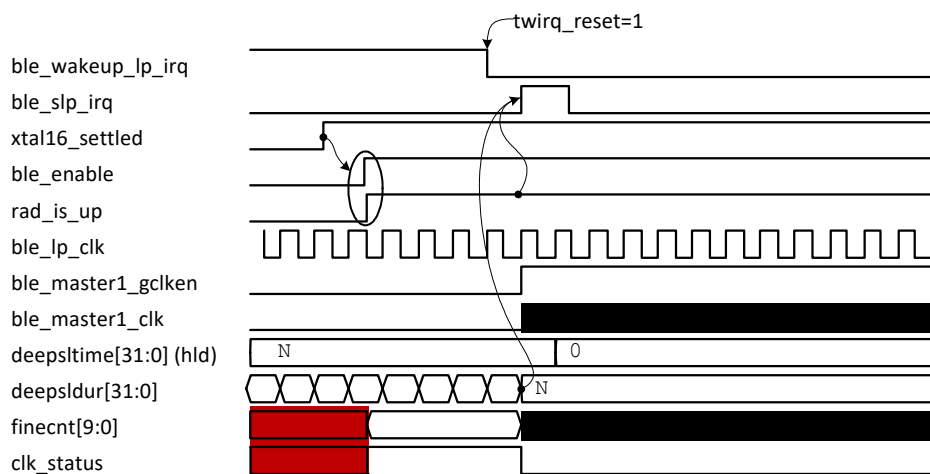 twirq_reset=1
ble_wakeup_lp_irq
ble_slp_irq
xtal16_settled
ble_enable
rad_is_up
ble_lp_clk
ble_master1_gclken
ble_master1_clk
deepsltime[31:0] (hld) N 0
deepsldur[31:0] N
finecnt[9:0]
clk_status